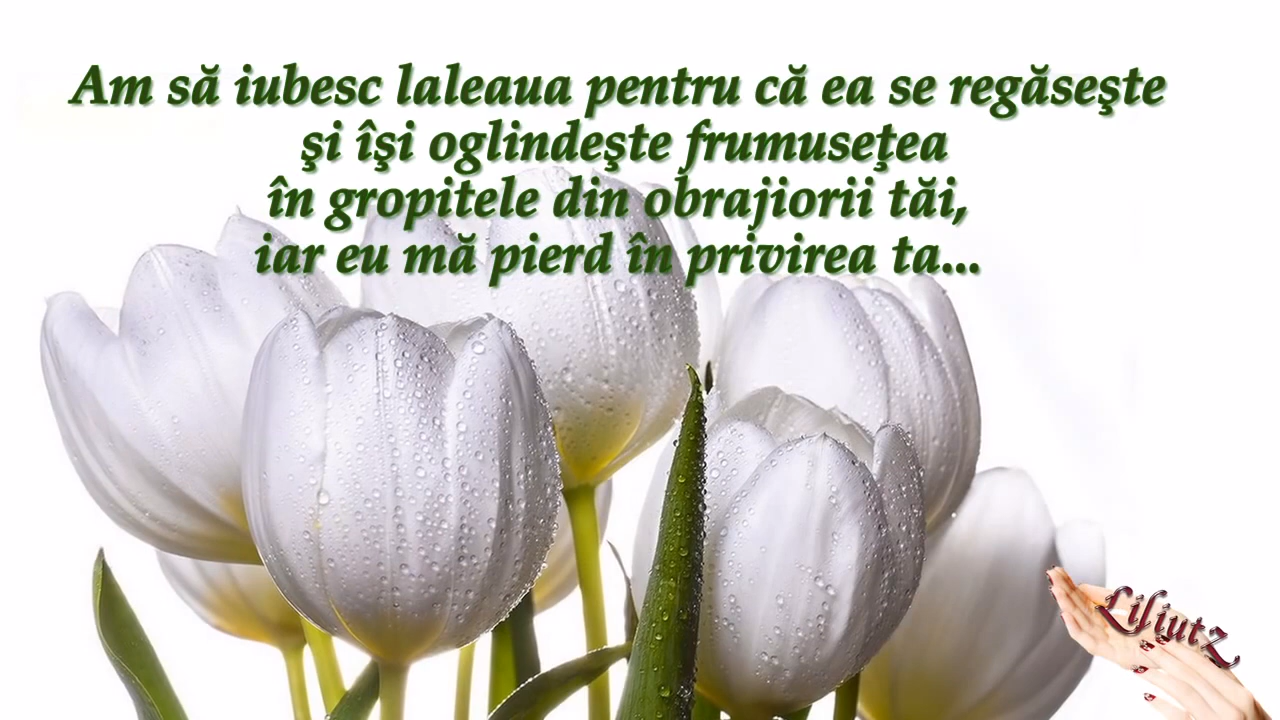 Am să iubesc laleaua pentru că ea se regăseşte
şi îşi oglindeşte frumuseţea
în gropitele din obrajiorii tăi,
iar eu mă pierd în privirea ta...
Liliutz